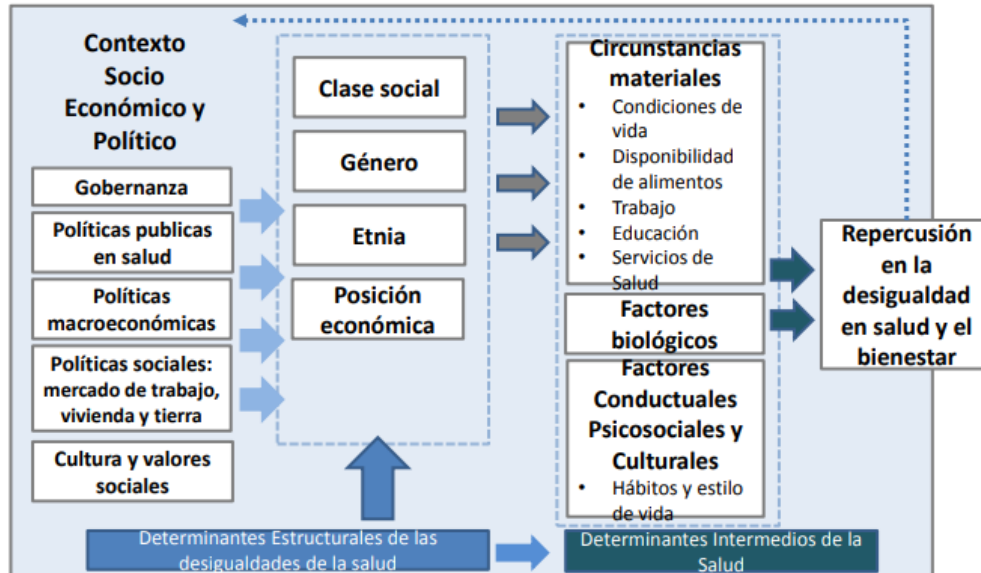 Contexto
Socio
Económico y
Político
Gobernanza
Políticas publicas
en salud
Políticas
macroeconómicas
Políticas sociales:
mercado de trabajo,
vivienda y tierra
Cultura y valores
sociales
Clase social
Género
Etnia
Posición
económica
Circunstancias
materiales
• Condiciones de
vida
• Disponibilidad
de alimentos
• Trabajo
• Educación
• Servicios de
Salud
Factores
biológicos
Factores
Conductuales
Psicosociales y
Culturales
• Hábitos y estilo
de vida
Repercusión
en la
desigualdad
en salud y el
bienestar
Determinantes Estructurales de las
desigualdades de la salud
Determinantes Intermedios de la
Salud